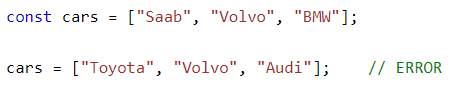 const cars = ["Saab", "Volvo", "BMW"];
cars = ["Toyota", "Volvo", "Audi"];    // ERROR